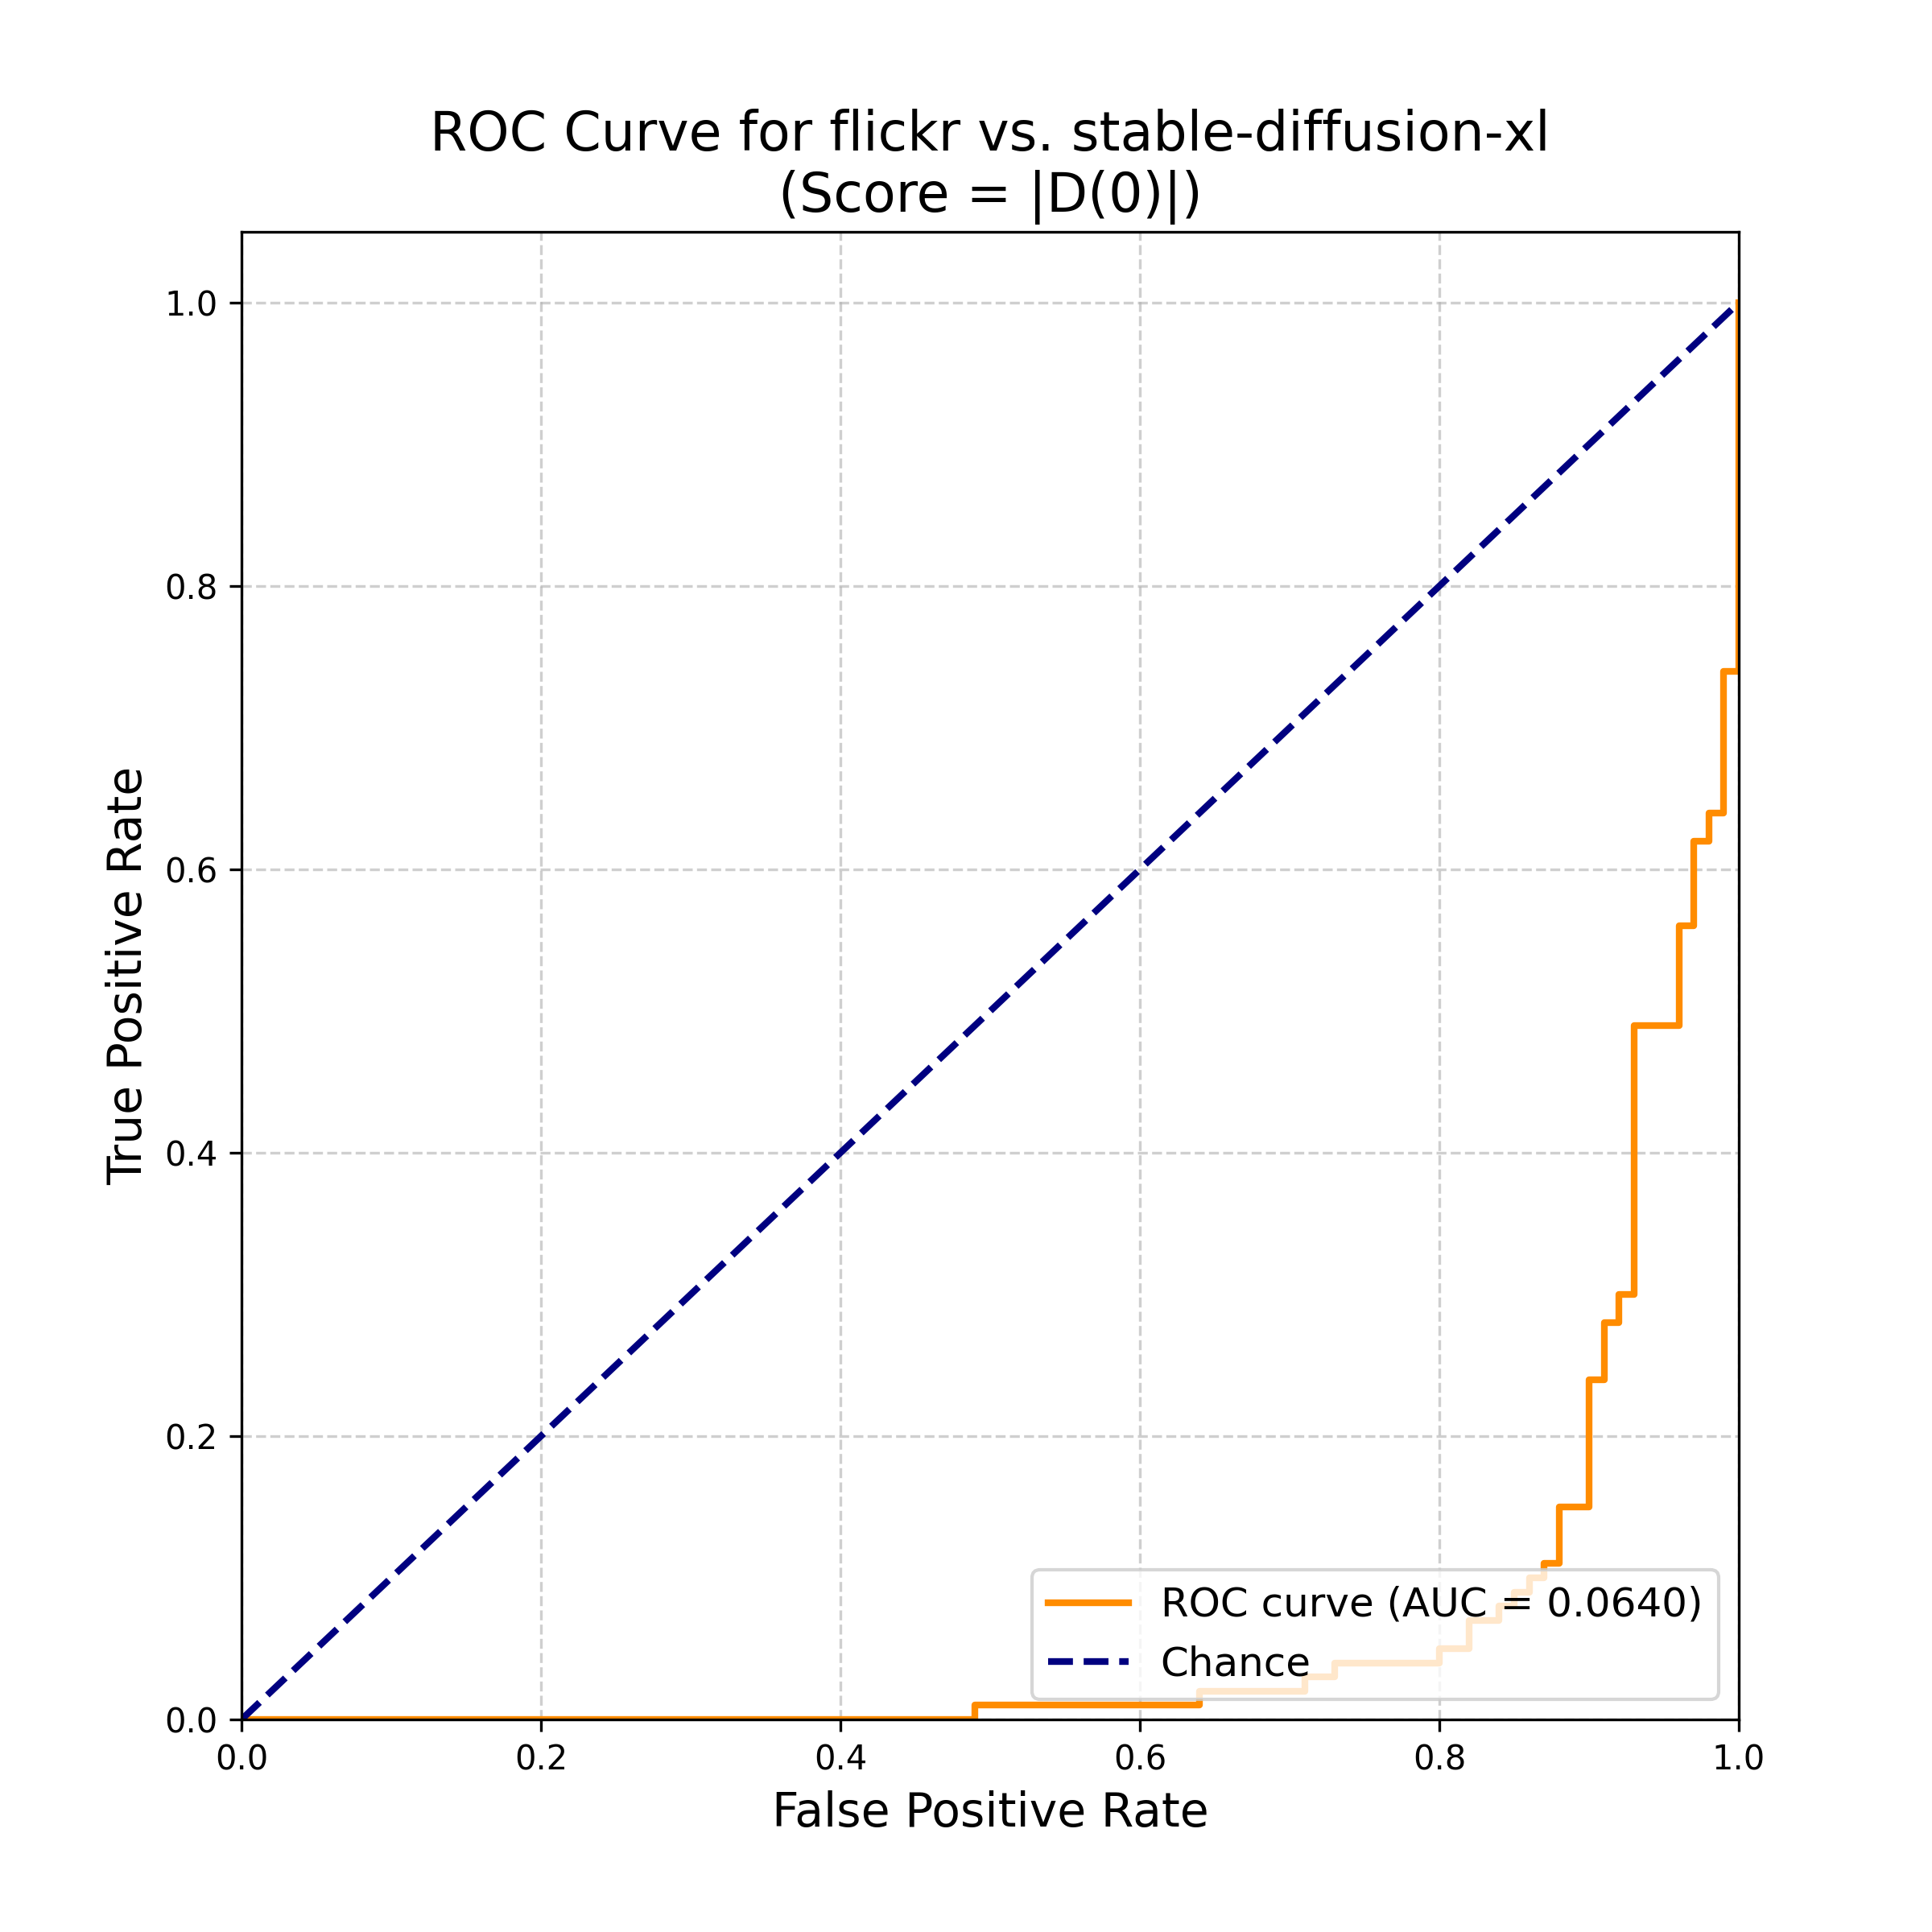 ROC Curve for flickr vs. stable-diffusion-xl
(Score = |D(0)|)
True Positive Rate
1.0
0.8
0.6
0.4
0.2
0.0
ROC curve (AUC = 0.0640)
Chance
0.0 0.2 0.4 0.6 0.8 1.0
False Positive Rate